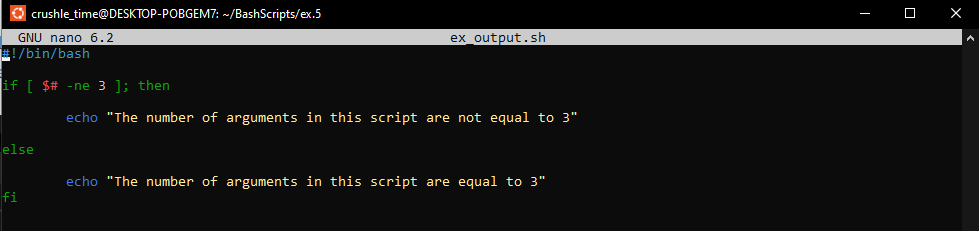 crushle_time@DESKTOP-POBGEM7: ~/BashScripts/ex.5
GNU nano 6.2 ex_output.sh
#!/bin/bash
if [ $# -ne 3 ]; then
echo "The number of arguments in this script are not equal to 3"
else
echo "The number of arguments in this script are equal to 3"
fi